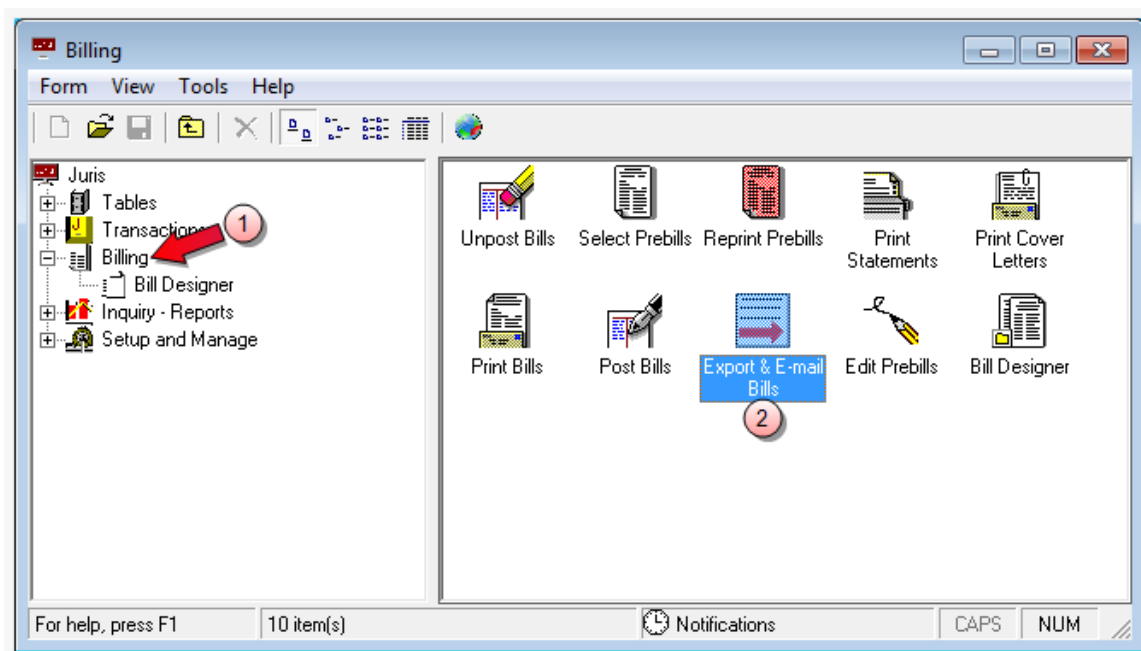 Billing
Form View Tools Help
Juris
Tables
Transactions
1
Billing
Bill Designer
Inquiry - Reports
Setup and Manage
Unpost Bills
Select Prebills
Reprint Prebills
Print
Statements
Print Cover
Letters
Print Bills
Post Bills
Export & E-mail
Bills
2
Edit Prebills
Bill Designer
For help, press F1
10 item(s)
Notifications
CAPS
NUM